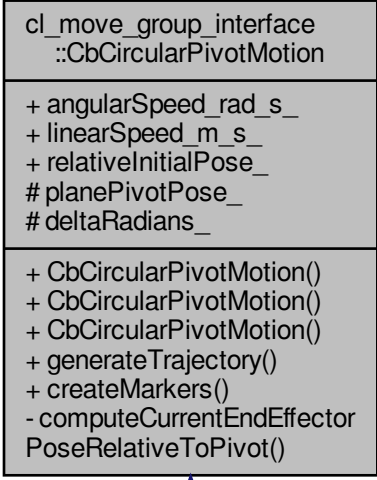 cl_move_group_interface
::CbCircularPivotMotion
+ angularSpeed_rad_s_
+ linearSpeed_m_s_
+ relativeInitialPose_
# planePivotPose_
# deltaRadians_
+ CbCircularPivotMotion()
+ CbCircularPivotMotion()
+ CbCircularPivotMotion()
+ generateTrajectory()
+ createMarkers()
- computeCurrentEndEffector
PoseRelativeToPivot()